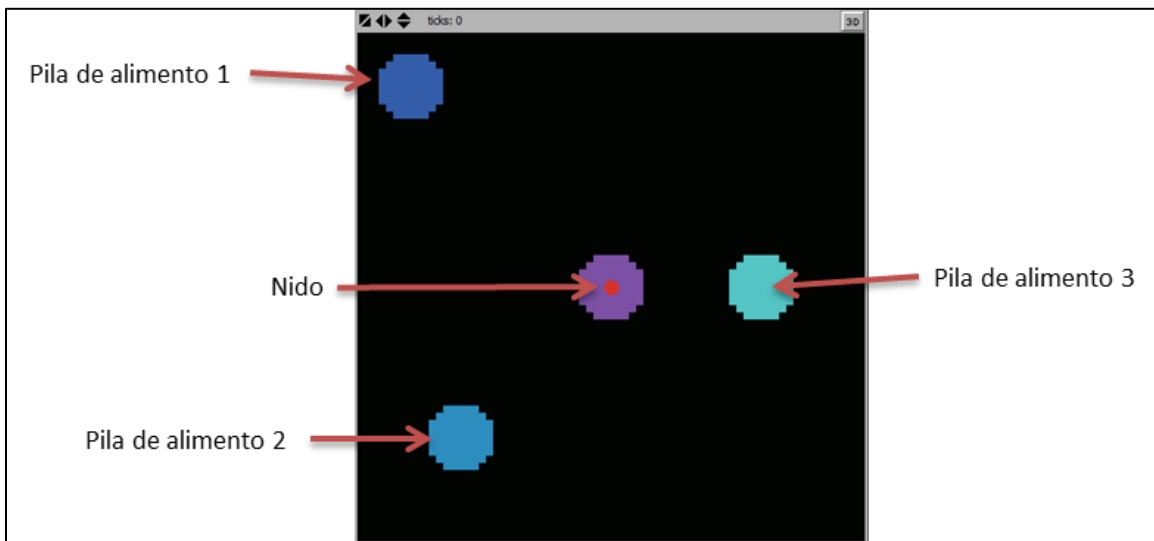 ticks: 0
3D
Pila de alimento 1
Nido
Pila de alimento 3
Pila de alimento 2